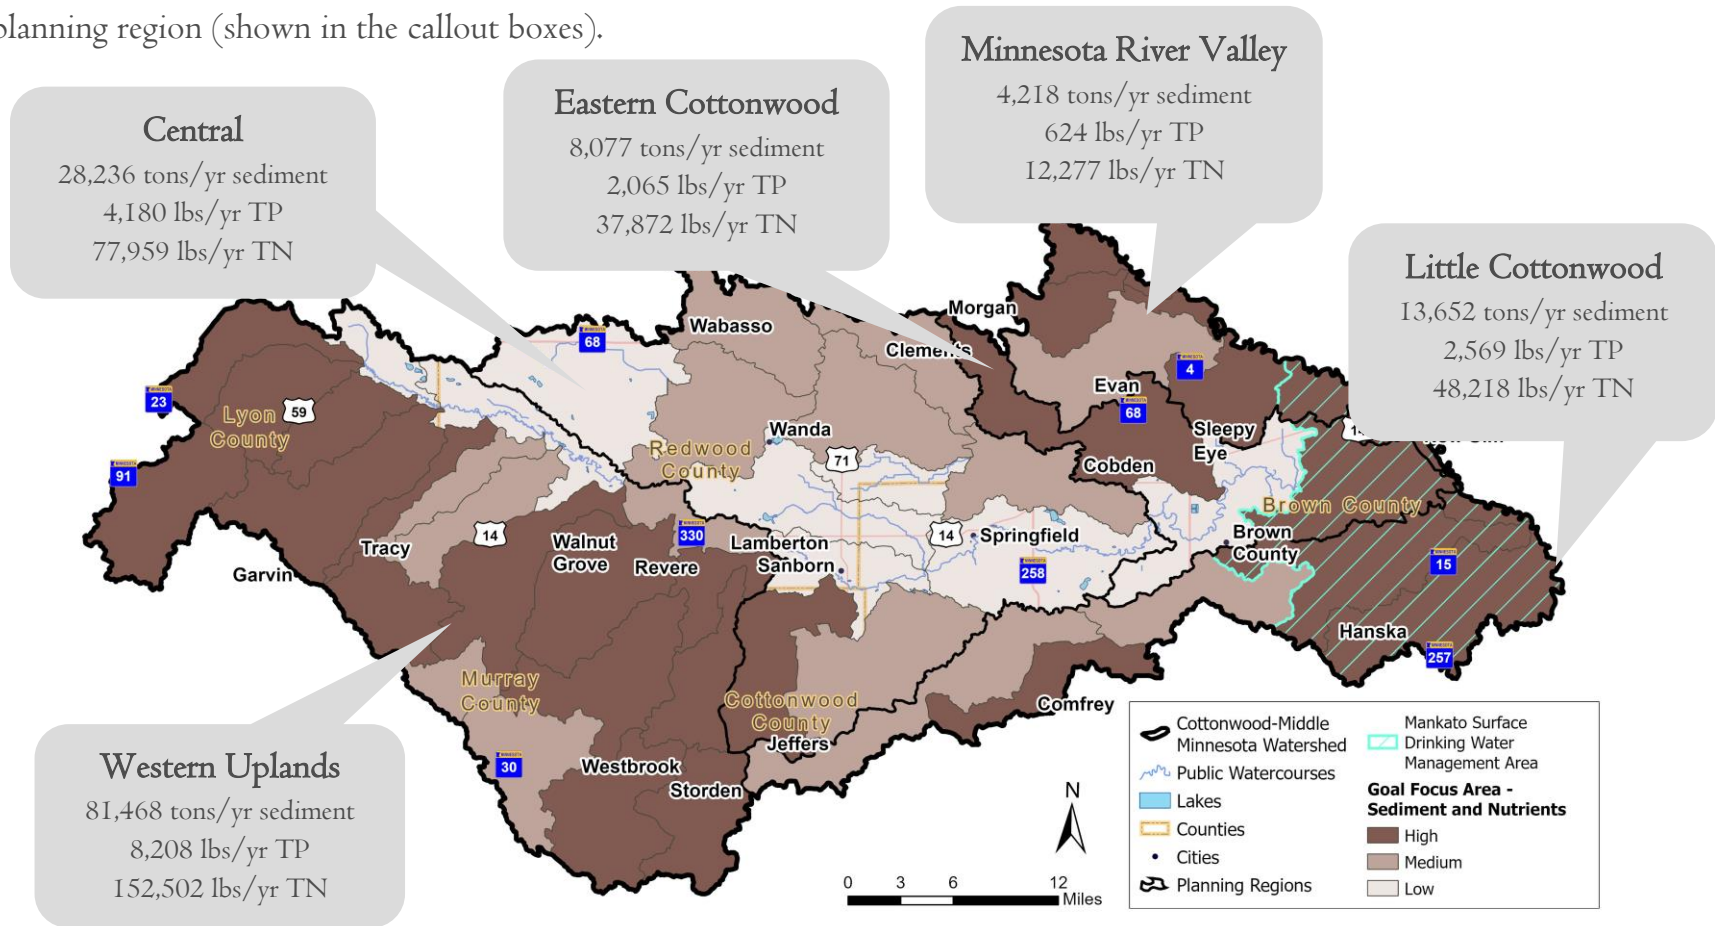 planning region (shown in the callout boxes).
Minnesota River Valley
4,218 tons/yr sediment
624 lbs/yr TP
12,277 lbs/yr TN
Eastern Cottonwood
8,077 tons/yr sediment
2,065 lbs/yr TP
37,872 lbs/yr TN
Central
28,236 tons/yr sediment
4,180 lbs/yr TP
77,959 lbs/yr TN
Little Cottonwood
13,652 tons/yr sediment
2,569 lbs/yr TP
48,218 lbs/yr TN
Western Uplands
81,468 tons/yr sediment
8,208 lbs/yr TP
152,502 lbs/yr TN
Morgan
Wabasso
68
Clements
4
Evan
68
23
Lyon
County
59
Wanda
Sleepy
Eye
Redwood
County
71
Cobden
91
Brown County
14
330
Lamberton
14
Springfield
Brown
County
Tracy
Walnut
Grove
Revere
Sanborn
258
15
Garvin
Hanska
257
Murray
County
Cottonwood
County
Comfrey
Jeffers
30
Westbrook
Storden
N
0 3 6 12
Miles
Cottonwood-Middle
Minnesota Watershed
Public Watercourses
Lakes
Counties
Cities
Planning Regions
Mankato Surface
Drinking Water
Management Area
Goal Focus Area -
Sediment and Nutrients
High
Medium
Low